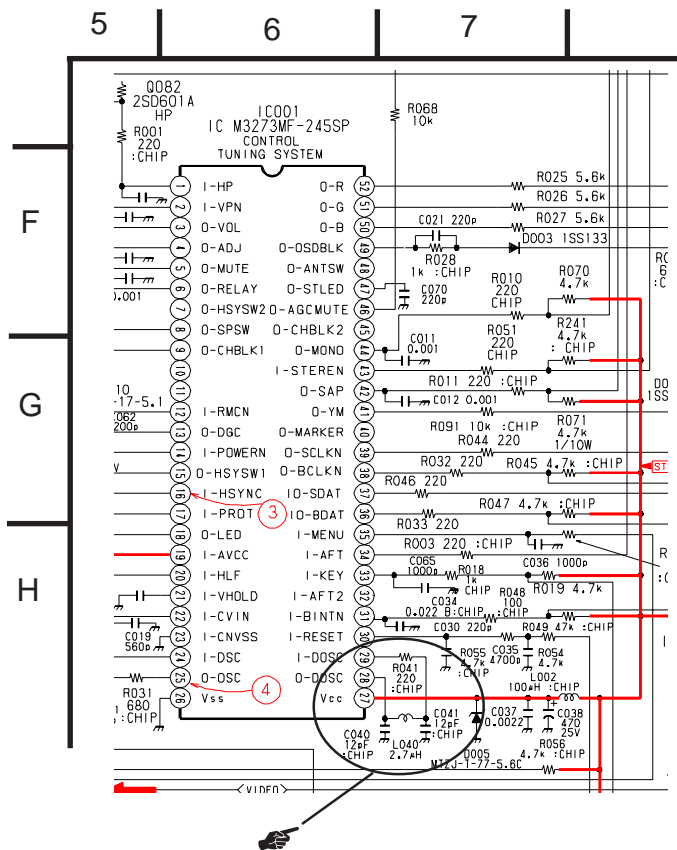 5
6
7
F
G
H
Q082
2SD601A
HP
R001
220
:CHIP
IC001
IC M3273MF-245SP
CONTROL
TUNING SYSTEM
R068
10k
1 I-HP
2 I-VPN
3 O-VOL
4 O-ADJ
5 O-MUTE
6 O-RELAY
7 O-HSYSW2
8 O-SPSW
9 O-CHBLK1
10
11
12 I-RMCN
13 O-DGC
14 I-POWERN
15 O-HSYSW1
16 I-HSYNC
17 I-PROT
18 O-LED
19 I-AVCC
20 I-HLF
21 I-VHOLD
22 I-CVIN
23 I-CNVSS
24 I-DSC
25 O-DSC
26 Vss
O-R 52
O-G 51
O-B 50
O-OSDBLK 49
O-ANTSW 48
O-STLED 47
O-AGCMUTE 46
O-CHBLK2 45
O-MONO 44
I-STEREN 43
O-SAP 42
O-YM 41
O-MARKER 40
O-SCLKN 39
O-BCLKN 38
IO-SDAT 37
IO-BDAT 36
I-MENU 35
I-AFT 34
I-KEY 33
I-AFT2 32
I-BINTN 31
I-RESET 30
I-DOSC 29
O-DOSC 28
Vcc 27
3
4
R025 5.6k
R026 5.6k
R027 5.6k
C021 220p
D003 1SS133
R028
1k :CHIP
C070
220p
R010
220
CHIP
R070
4.7k
R051
220
CHIP
R241
4.7k
: CHIP
C011
0.001
R011 220 :CHIP
C012 0.001
R091 10k :CHIP
R071
4.7k
1/10W
R044 220
R032 220
R045 4.7k :CHIP
R046 220
R047 4.7k :CHIP
R033 220
R003 220 :CHIP
C036 1000p
C065
1000p
R018
1k
CHIP
R019 4.7k
C034
0.022 B:CHIP
R048
100
:CHIP
C030 220p
R049 47k :CHIP
R055
4.7k
:CHIP
C035
4700p
R054
4.7k
R041
220
:CHIP
L002
100μH :CHIP
C040
12pF
:CHIP
C041
12pF
:CHIP
L040
2.7μH
C037
0.0022
C038
470
25V
D005
MTZJ-T-77-5.6C
R056
4.7k :CHIP
0.001
10
-17-5.1
C062
200p
V
C019
560p
R031
680
:CHIP
ST
1SS
<VIDEO>